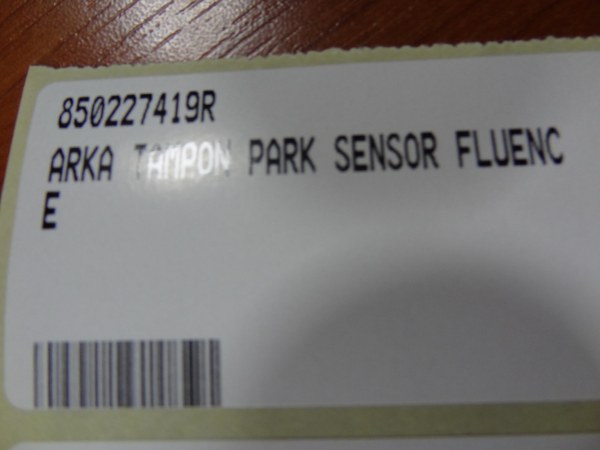 850227419R
ARKA TAMPON PARK SENSOR FLUENC
E